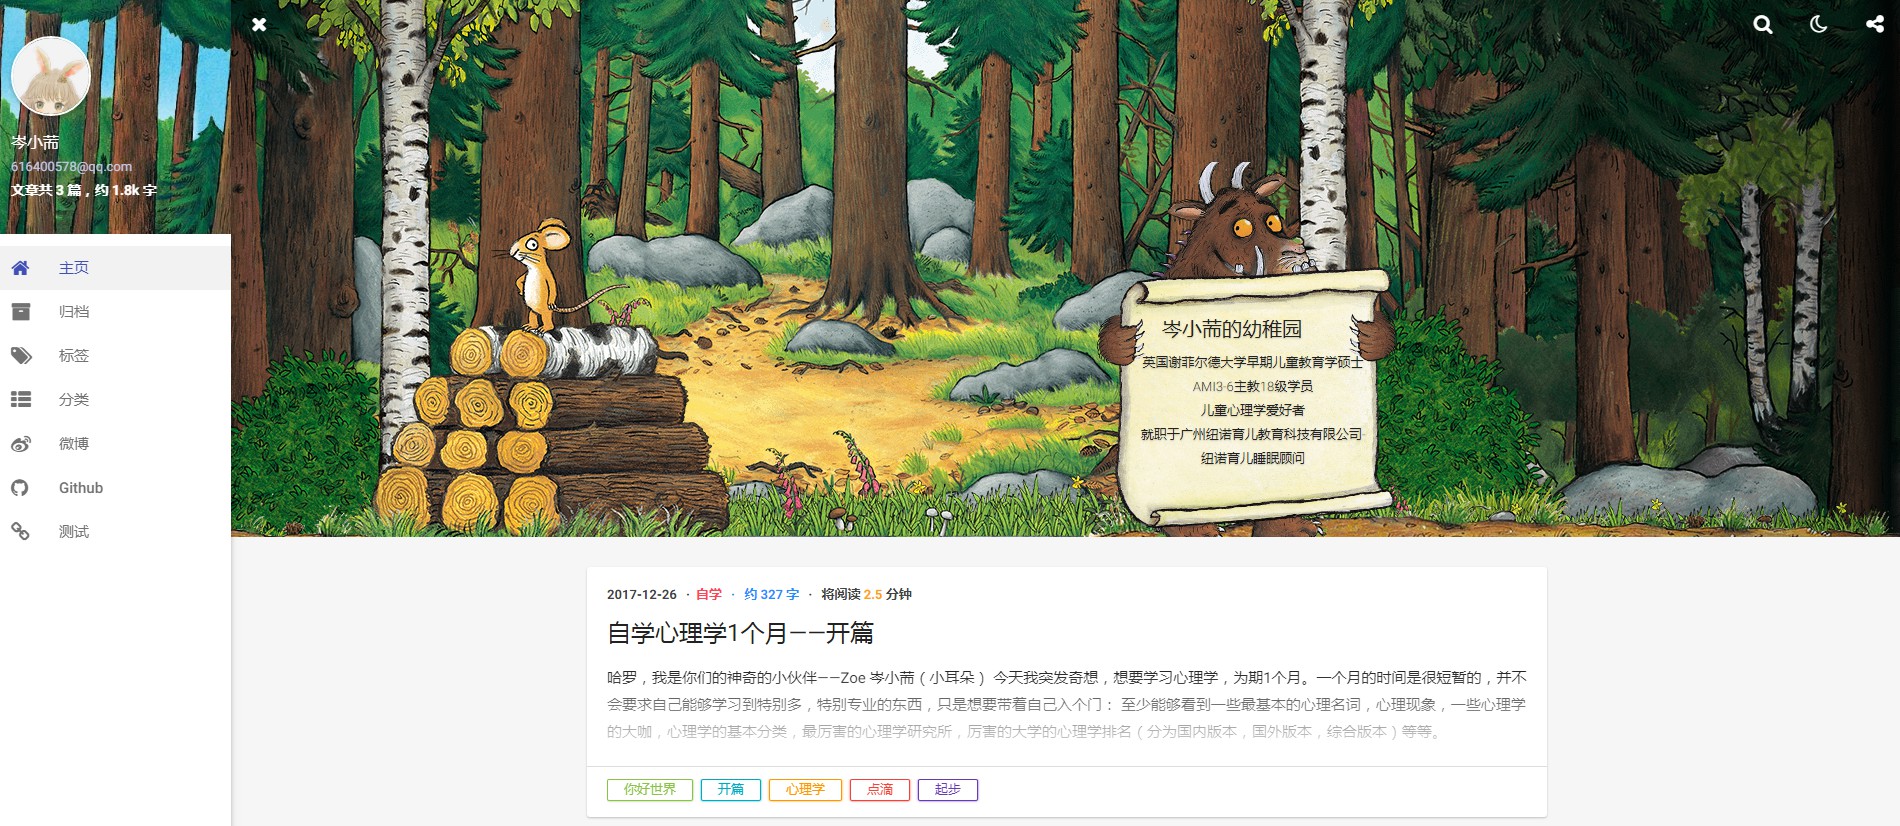 岑小荋
616400578@qq.com
文章共 3 篇，约 1.8k 字
主页
归档
标签
分类
微博
Github
测试
岑小荋的幼稚园
英国谢菲尔德大学早期儿童教育学硕士
AMI3-6主教18级学员
儿童心理学爱好者
就职于广州纽诺育儿教育科技有限公司
纽诺育儿睡眠顾问
2017-12-26 · 自学 · 约 327 字 · 将阅读 2.5 分钟
自学心理学1个月——开篇
哈罗，我是你们的神奇的小伙伴——Zoe 岑小荋（小耳朵） 今天我突发奇想，想要学习心理学，为期1个月。一个月的时间是很短暂的，并不
会要求自己能够学习到特别多，特别专业的东西，只是想要带着自己入个门： 至少能够看到一些最基本的心理名词，心理现象，一些心理学
的大咖，心理学的基本分类，最厉害的心理学研究所，厉害的大学的心理学排名（分为国内版本，国外版本，综合版本）等等。
你好世界 开篇 心理学 点滴 起步